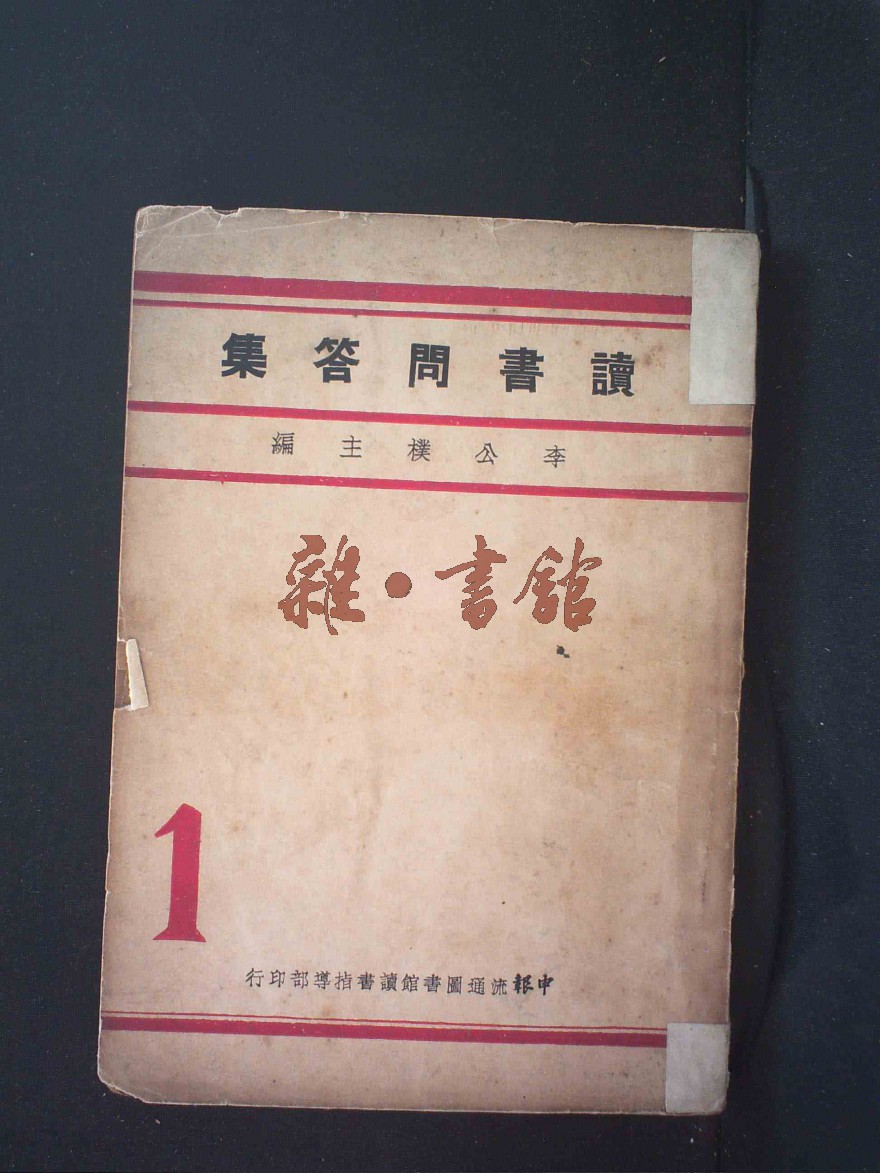 讀書問答集
李公樸主編
雜·書館
1
申報流通圖書館讀書指導部印行